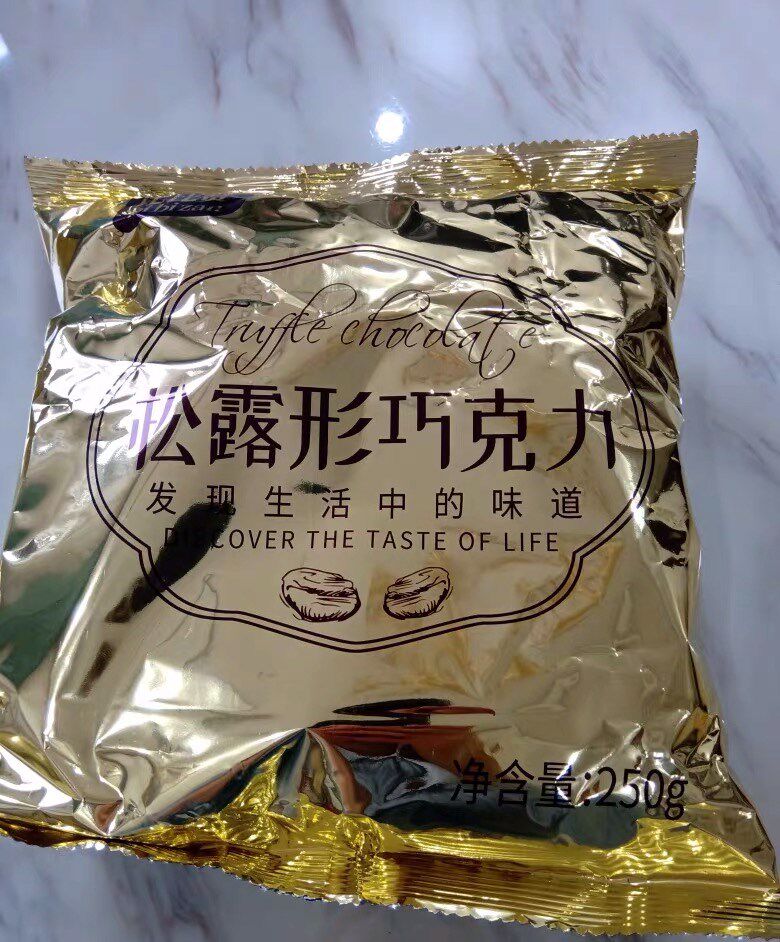 Truffle chocolate
松露形巧克力
发现生活中的味道
DISCOVER THE TASTE OF LIFE
净含量:250g